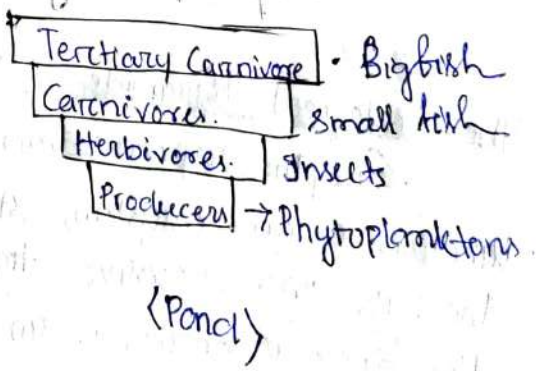 Tertiary Carnivore . Bigfish
Carnivores. Small fish
Herbivores. Insects
Producers → Phytoplanktons
<Pond>